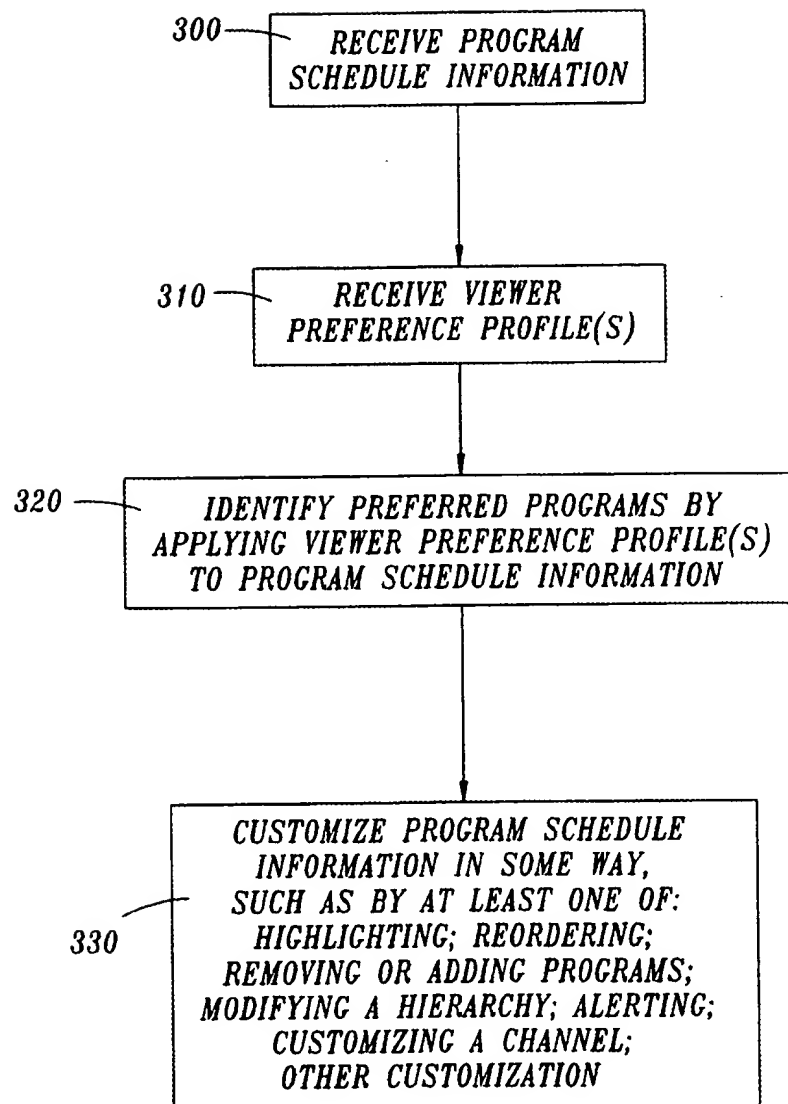 300
RECEIVE PROGRAM
SCHEDULE INFORMATION
310
RECEIVE VIEWER
PREFERENCE PROFILE(S)
320
IDENTIFY PREFERRED PROGRAMS BY
APPLYING VIEWER PREFERENCE PROFILE(S)
TO PROGRAM SCHEDULE INFORMATION
330
CUSTOMIZE PROGRAM SCHEDULE
INFORMATION IN SOME WAY,
SUCH AS BY AT LEAST ONE OF:
HIGHLIGHTING; REORDERING;
REMOVING OR ADDING PROGRAMS;
MODIFYING A HIERARCHY; ALERTING;
CUSTOMIZING A CHANNEL;
OTHER CUSTOMIZATION